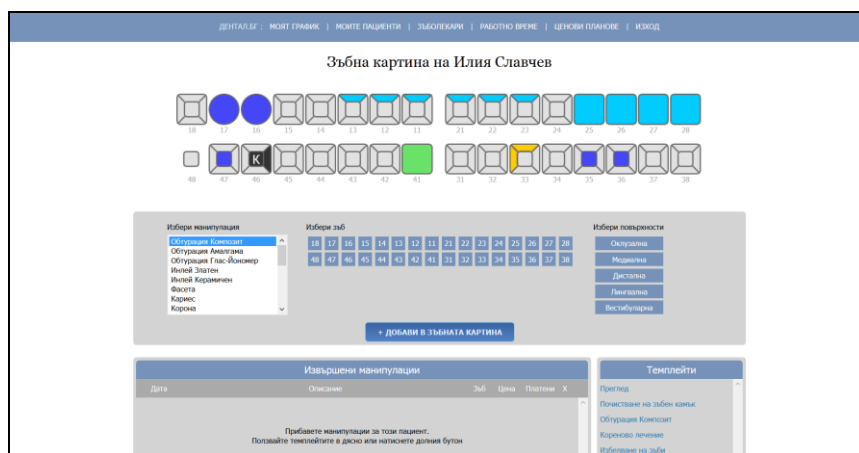 ДЕНТАЛ.БГ : МОЯТ ГРАФИК | МОИТЕ ПАЦИЕНТИ | ЗЪБОЛЕКАРИ | РАБОТНО ВРЕМЕ | ЦЕНОВИ ПЛАНОВЕ | ИЗХОД
Зъбна картина на Илия Славчев
18 17 16 15 14 13 12 11 21 22 23 24 25 26 27 28
К
48 47 46 45 44 43 42 41 31 32 33 34 35 36 37 38
Избери манипулация
Обтурация Композит
Обтурация Амалгама
Обтурация Глас-Йономер
Инлей Златен
Инлей Керамичен
Фасета
Кариес
Корона
Избери зъб
18 17 16 15 14 13 12 11 21 22 23 24 25 26 27 28
48 47 46 45 44 43 42 41 31 32 33 34 35 36 37 38
Избери повърхности
Оклузална
Медиална
Дистална
Лингвална
Вестибуларна
+ ДОБАВИ В ЗЪБНАТА КАРТИНА
Извършени манипулации
Дата Описание Зъб Цена Платени X
Прибавете манипулации за този пациент.
Ползвайте темплейтите в дясно или натиснете долния бутон
Темплейти
Преглед
Почистване на зъбен камък
Обтурация Композит
Кореново лечение
Избелване на зъби